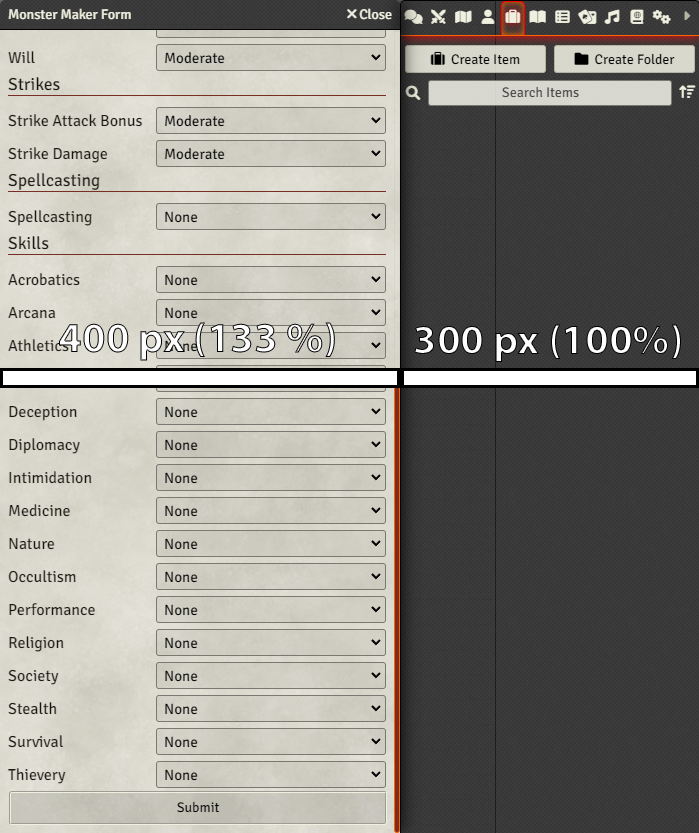 Monster Maker Form
Close
Create Item
Create Folder
Search Items
Will
Moderate
Strikes
Strike Attack Bonus
Moderate
Strike Damage
Moderate
Spellcasting
Spellcasting
None
Skills
Acrobatics
None
Arcana
None
Athletics
None
400 px (133 %)
300 px (100%)
Deception
None
Diplomacy
None
Intimidation
None
Medicine
None
Nature
None
Occultism
None
Performance
None
Religion
None
Society
None
Stealth
None
Survival
None
Thievery
None
Submit